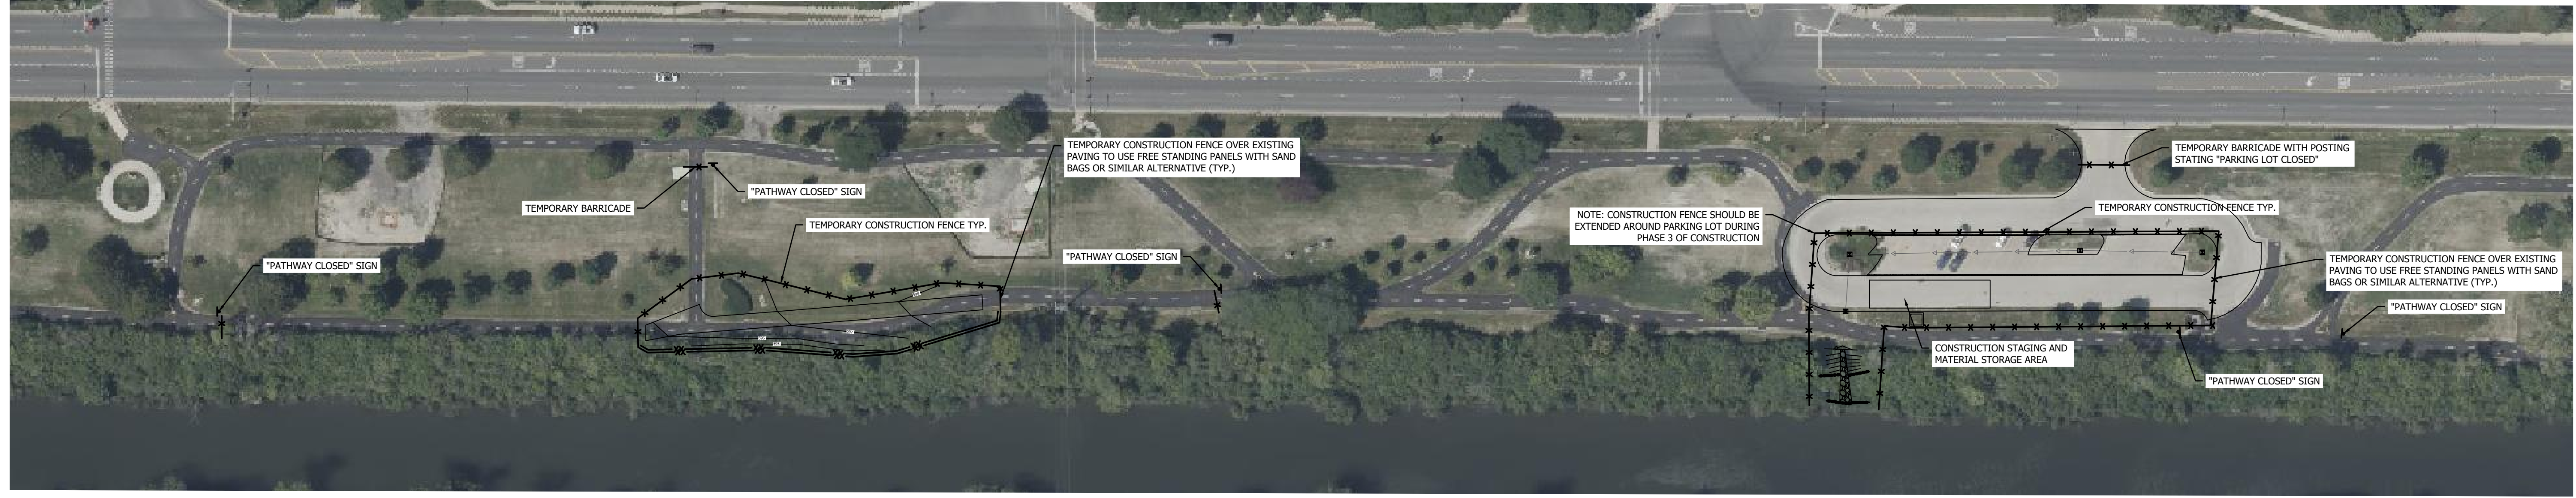 TEMPORARY CONSTRUCTION FENCE OVER EXISTING
PAVING TO USE FREE STANDING PANELS WITH SAND
BAGS OR SIMILAR ALTERNATIVE (TYP.)
TEMPORARY BARRICADE WITH POSTING
STATING "PARKING LOT CLOSED"
"PATHWAY CLOSED" SIGN
TEMPORARY BARRICADE
TEMPORARY CONSTRUCTION FENCE TYP.
NOTE: CONSTRUCTION FENCE SHOULD BE
EXTENDED AROUND PARKING LOT DURING
PHASE 3 OF CONSTRUCTION
TEMPORARY CONSTRUCTION FENCE TYP.
"PATHWAY CLOSED" SIGN
"PATHWAY CLOSED" SIGN
TEMPORARY CONSTRUCTION FENCE OVER EXISTING
PAVING TO USE FREE STANDING PANELS WITH SAND
BAGS OR SIMILAR ALTERNATIVE (TYP.)
"PATHWAY CLOSED" SIGN
CONSTRUCTION STAGING AND
MATERIAL STORAGE AREA
"PATHWAY CLOSED" SIGN